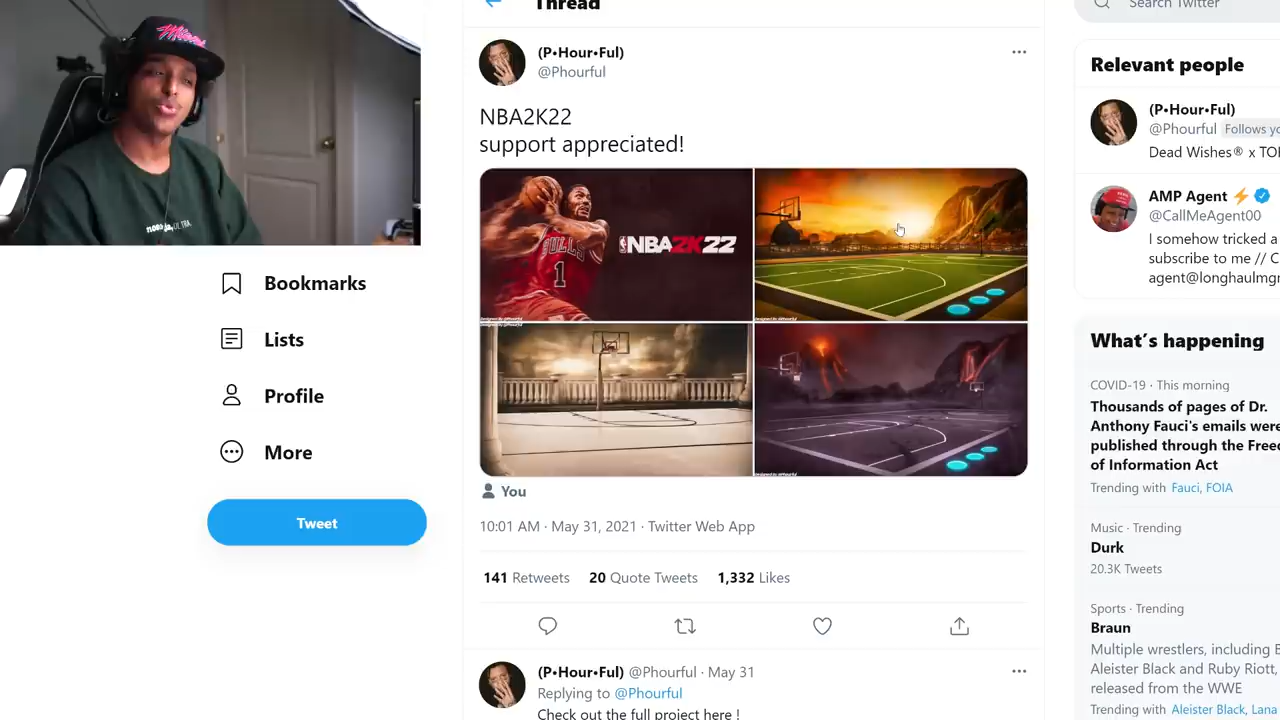 Thread
Search Twitter
(P•Hour•Ful)
@Phourful
NBA2K22
support appreciated!
BULLS
1
NBA2K22
You
10:01 AM · May 31, 2021 · Twitter Web App
141 Retweets 20 Quote Tweets 1,332 Likes
(P•Hour•Ful) @Phourful · May 31
Replying to @Phourful
Check out the full project here !
Bookmarks
Lists
Profile
More
Tweet
Relevant people
(P•Hour•Ful)
@Phourful Follows yo
Dead Wishes® x TO
AMP Agent
@CallMeAgent00
I somehow tricked a
subscribe to me // C
agent@longhaulmg
What's happening
COVID-19 · This morning
Thousands of pages of Dr.
Anthony Fauci's emails were
published through the Free
of Information Act
Trending with Fauci, FOIA
Music · Trending
Durk
20.3K Tweets
Sports · Trending
Braun
Multiple wrestlers, including B
Aleister Black and Ruby Riott,
released from the WWE
Trending with Aleister Black, Lana